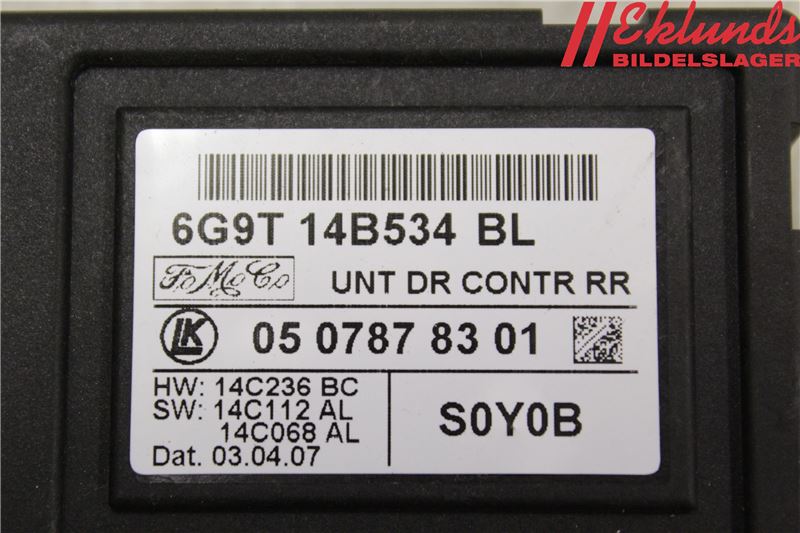 Eklunds
BILDELSLAGER
6G9T 14B534 BL
FoMoCo UNT DR CONTR RR
LK 05 0787 83 01
HW: 14C236 BC
SW: 14C112 AL
14C068 AL
Dat. 03.04.07
S0Y0B